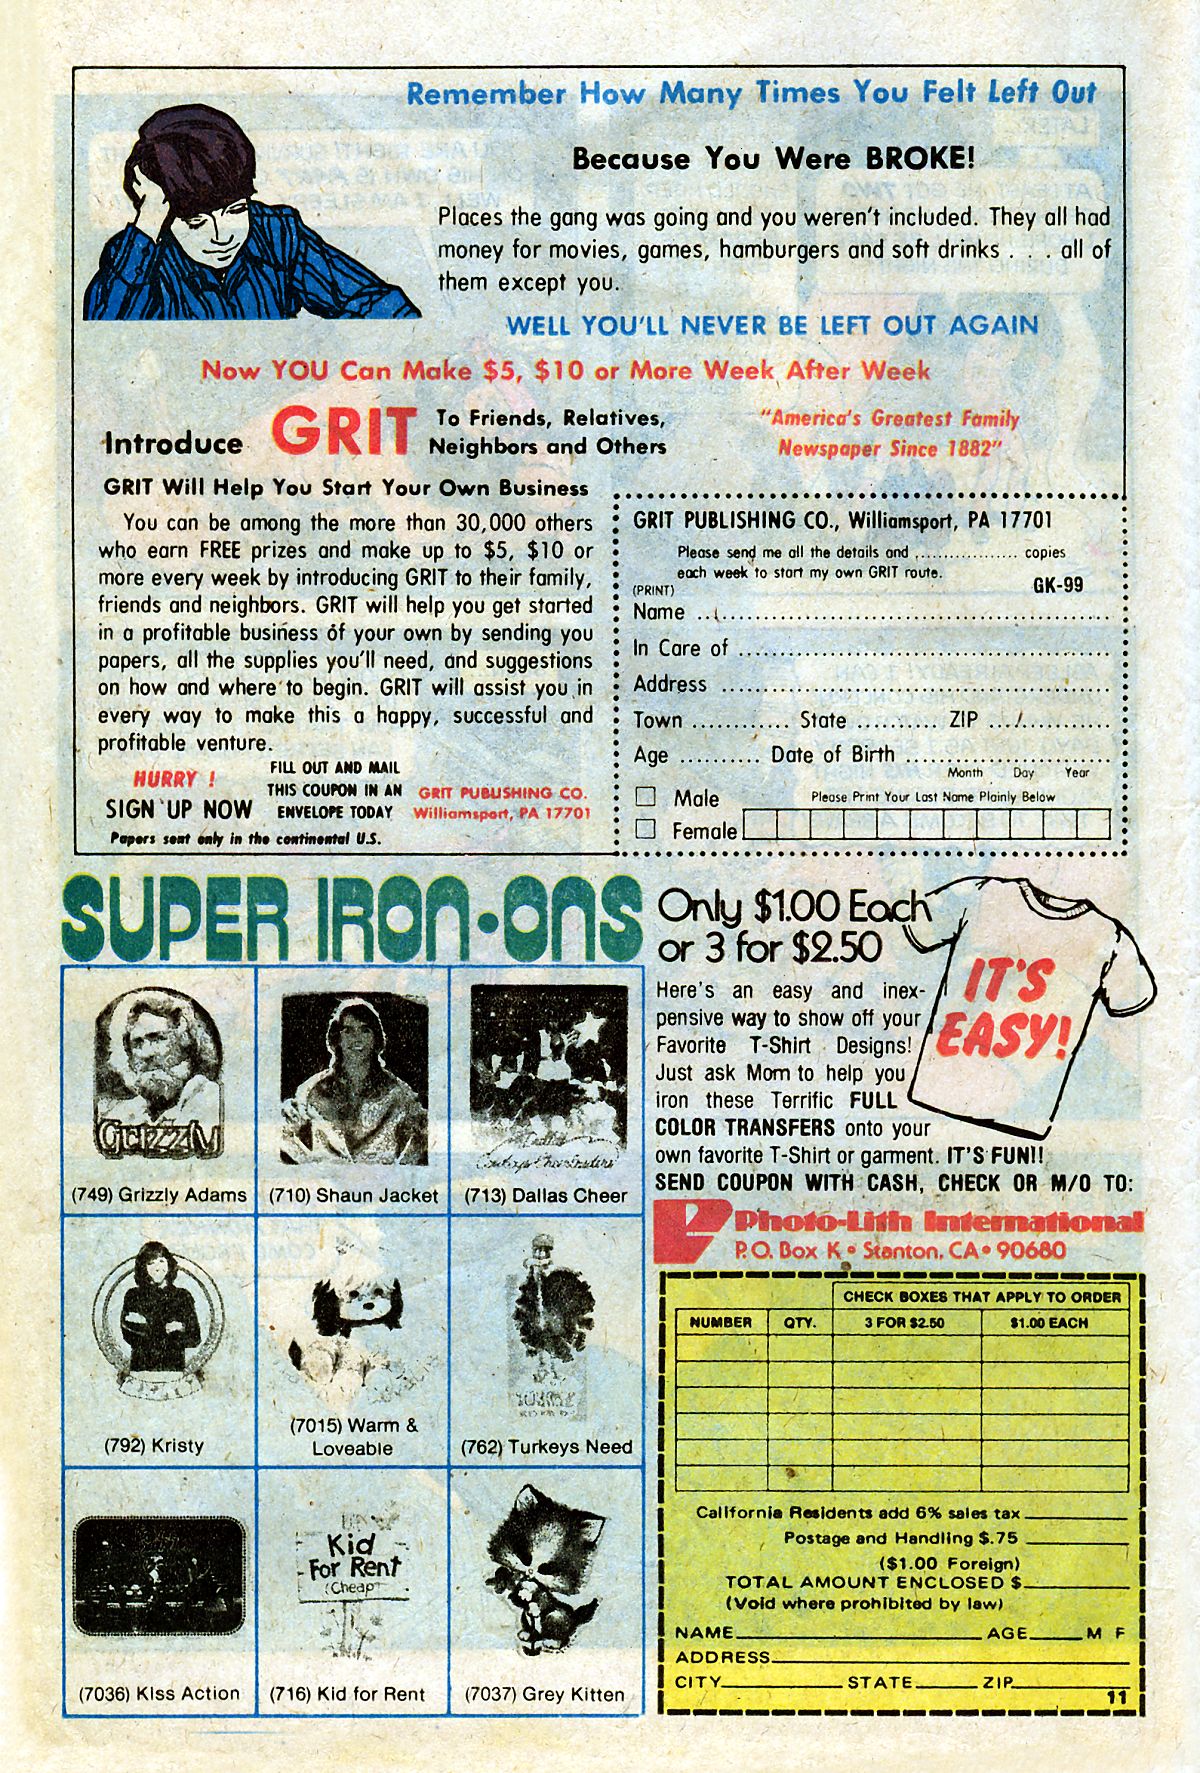 Remember How Many Times You Felt Left Out
Because You Were BROKE!
Places the gang was going and you weren't included. They all had
money for movies, games, hamburgers and soft drinks . . . all of
them except you.
WELL YOU'LL NEVER BE LEFT OUT AGAIN
Now YOU Can Make $5, $10 or More Week After Week
Introduce GRIT To Friends, Relatives,
Neighbors and Others
"America's Greatest Family
Newspaper Since 1882"
GRIT Will Help You Start Your Own Business
You can be among the more than 30,000 others
who earn FREE prizes and make up to $5, $10 or
more every week by introducing GRIT to their family,
friends and neighbors. GRIT will help you get started
in a profitable business of your own by sending you
papers, all the supplies you'll need, and suggestions
on how and where to begin. GRIT will assist you in
every way to make this a happy, successful and
profitable venture.
HURRY !
SIGN UP NOW
FILL OUT AND MAIL
THIS COUPON IN AN
ENVELOPE TODAY
GRIT PUBLISHING CO.
Williamsport, PA 17701
Papers sent only in the continental U.S.
GRIT PUBLISHING CO., Williamsport, PA 17701
Please send me all the details and .................. copies
each week to start my own GRIT route.
GK-99
(PRINT)
Name
In Care of
Address
Town ............ State .......... ZIP
Age .......... Date of Birth
Month Day Year
Male
Please Print Your Last Name Plainly Below
Female
SUPER IRON-ONS
Grizzly
(749) Grizzly Adams
(710) Shaun Jacket
Dallas
Cowboys Cheerleaders
(713) Dallas Cheer
(792) Kristy
(7015) Warm &
Loveable
(762) Turkeys Need
(7036) Kiss Action
Kid
For Rent
(Cheap)
(716) Kid for Rent
(7037) Grey Kitten
Only $1.00 Each
or 3 for $2.50
IT'S
EASY!
Here's an easy and inex-
pensive way to show off your
Favorite T-Shirt Designs!
Just ask Mom to help you
iron these Terrific FULL
COLOR TRANSFERS onto your
own favorite T-Shirt or garment. IT'S FUN!!
SEND COUPON WITH CASH, CHECK OR M/O TO:
Photo-Lith International
P.O. Box K • Stanton, CA • 90680
CHECK BOXES THAT APPLY TO ORDER
NUMBER QTY. 3 FOR $2.50 $1.00 EACH
California Residents add 6% sales tax
Postage and Handling $.75
($1.00 Foreign)
TOTAL AMOUNT ENCLOSED $
(Void where prohibited by law)
NAME AGE M F
ADDRESS
CITY STATE ZIP
11